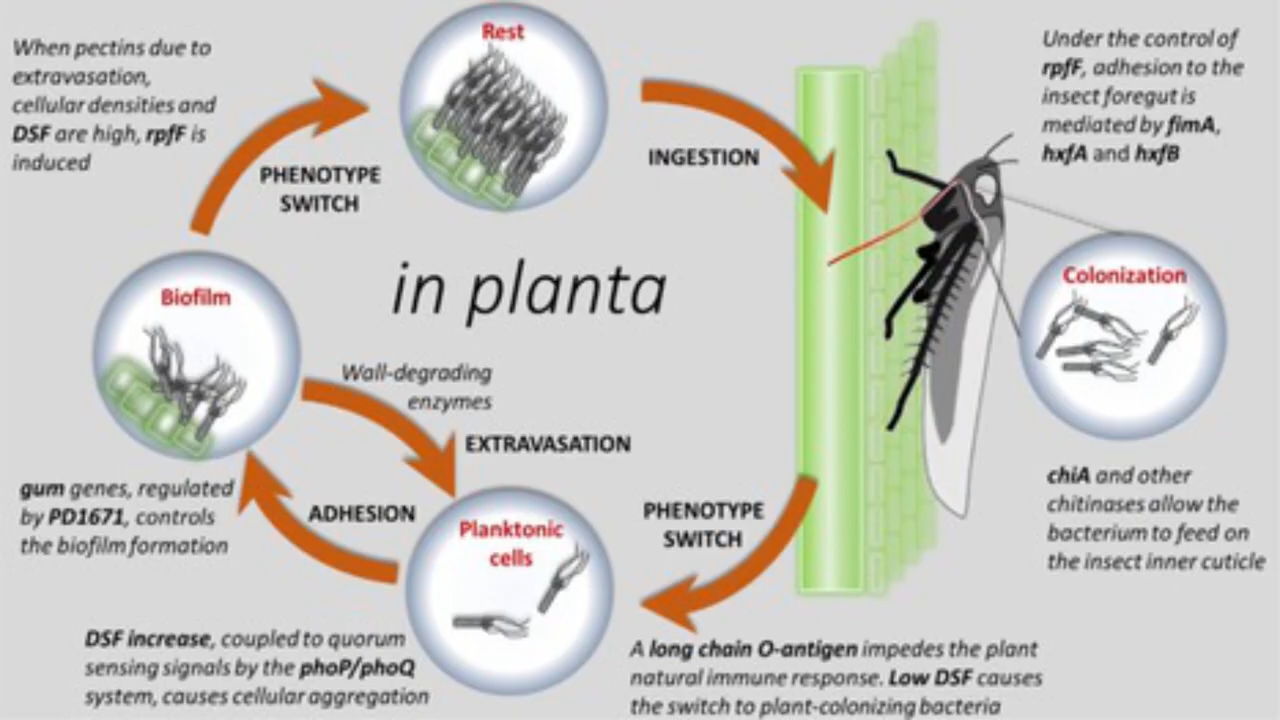 When pectins due to
extravasation,
cellular densities and
DSF are high, rpfF is
induced
PHENOTYPE
SWITCH
Rest
INGESTION
Under the control of
rpfF, adhesion to the
insect foregut is
mediated by fimA,
hxfA and hxfB
in planta
Biofilm
Colonization
Wall-degrading
enzymes
EXTRAVASATION
gum genes, regulated
by PD1671, controls
the biofilm formation
ADHESION
Planktonic
cells
PHENOTYPE
SWITCH
chiA and other
chitinases allow the
bacterium to feed on
the insect inner cuticle
DSF increase, coupled to quorum
sensing signals by the phoP/phoQ
system, causes cellular aggregation
A long chain O-antigen impedes the plant
natural immune response. Low DSF causes
the switch to plant-colonizing bacteria